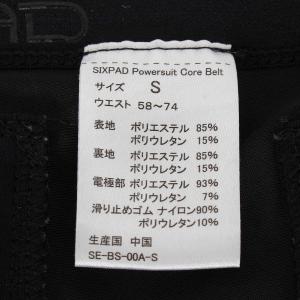 PAD
SIXPAD Powersuit Core Belt
サイズ S
ウエスト 58～74
表地 ポリエステル 85%
ポリウレタン 15%
裏地 ポリエステル 85%
ポリウレタン 15%
電極部 ポリエステル 93%
ポリウレタン 7%
滑り止めゴム ナイロン90%
ポリウレタン10%
生産国 中国
SE-BS-00A-S